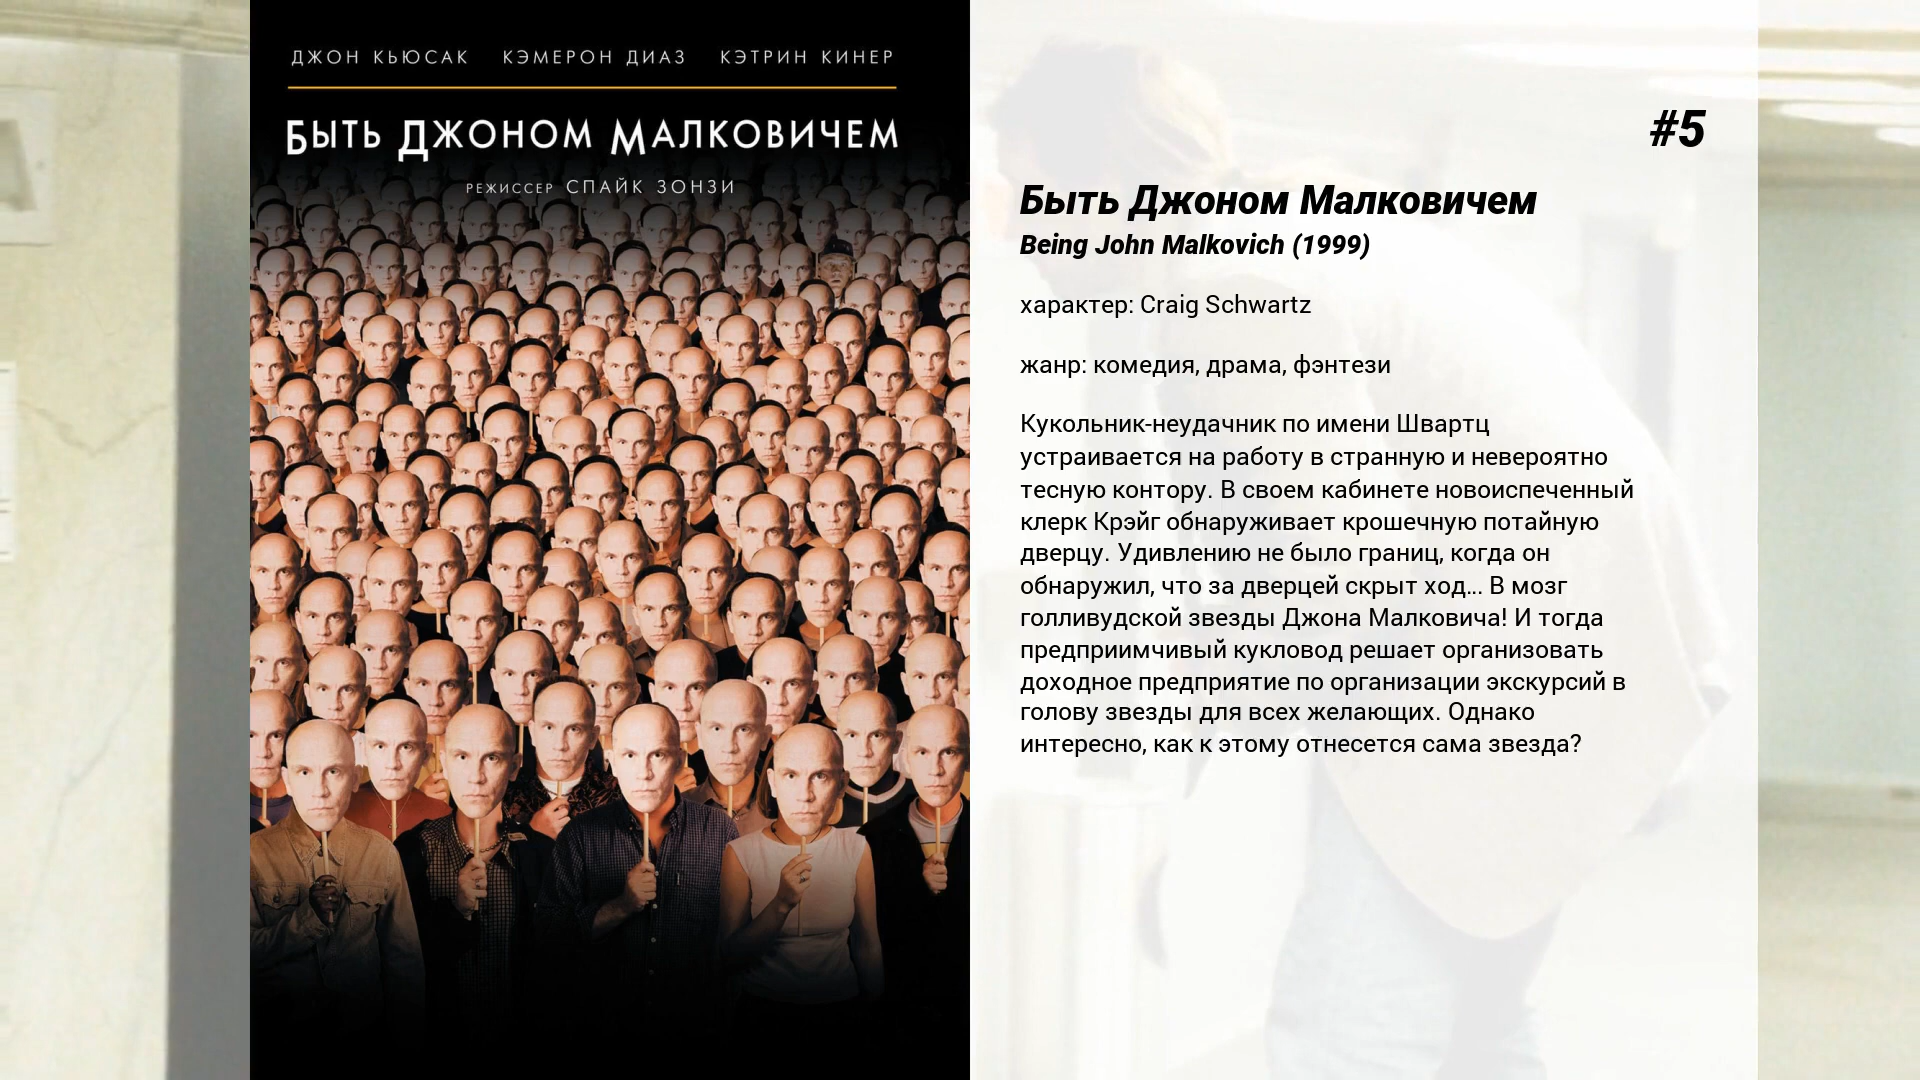 ДЖОН КЬЮСАК КЭМЕРОН ДИАЗ КЭТРИН КИНЕР
БЫТЬ ДЖОНОМ МАЛКОВИЧЕМ
РЕЖИССЕР СПАЙК ЗОНЗИ
#5
Быть Джоном Малковичем
Being John Malkovich (1999)
характер: Craig Schwartz
жанр: комедия, драма, фэнтези
Кукольник-неудачник по имени Швартц
устраивается на работу в странную и невероятно
тесную контору. В своем кабинете новоиспеченный
клерк Крэйг обнаруживает крошечную потайную
дверцу. Удивлению не было границ, когда он
обнаружил, что за дверцей скрыт ход... В мозг
голливудской звезды Джона Малковича! И тогда
предприимчивый кукловод решает организовать
доходное предприятие по организации экскурсий в
голову звезды для всех желающих. Однако
интересно, как к этому отнесется сама звезда?